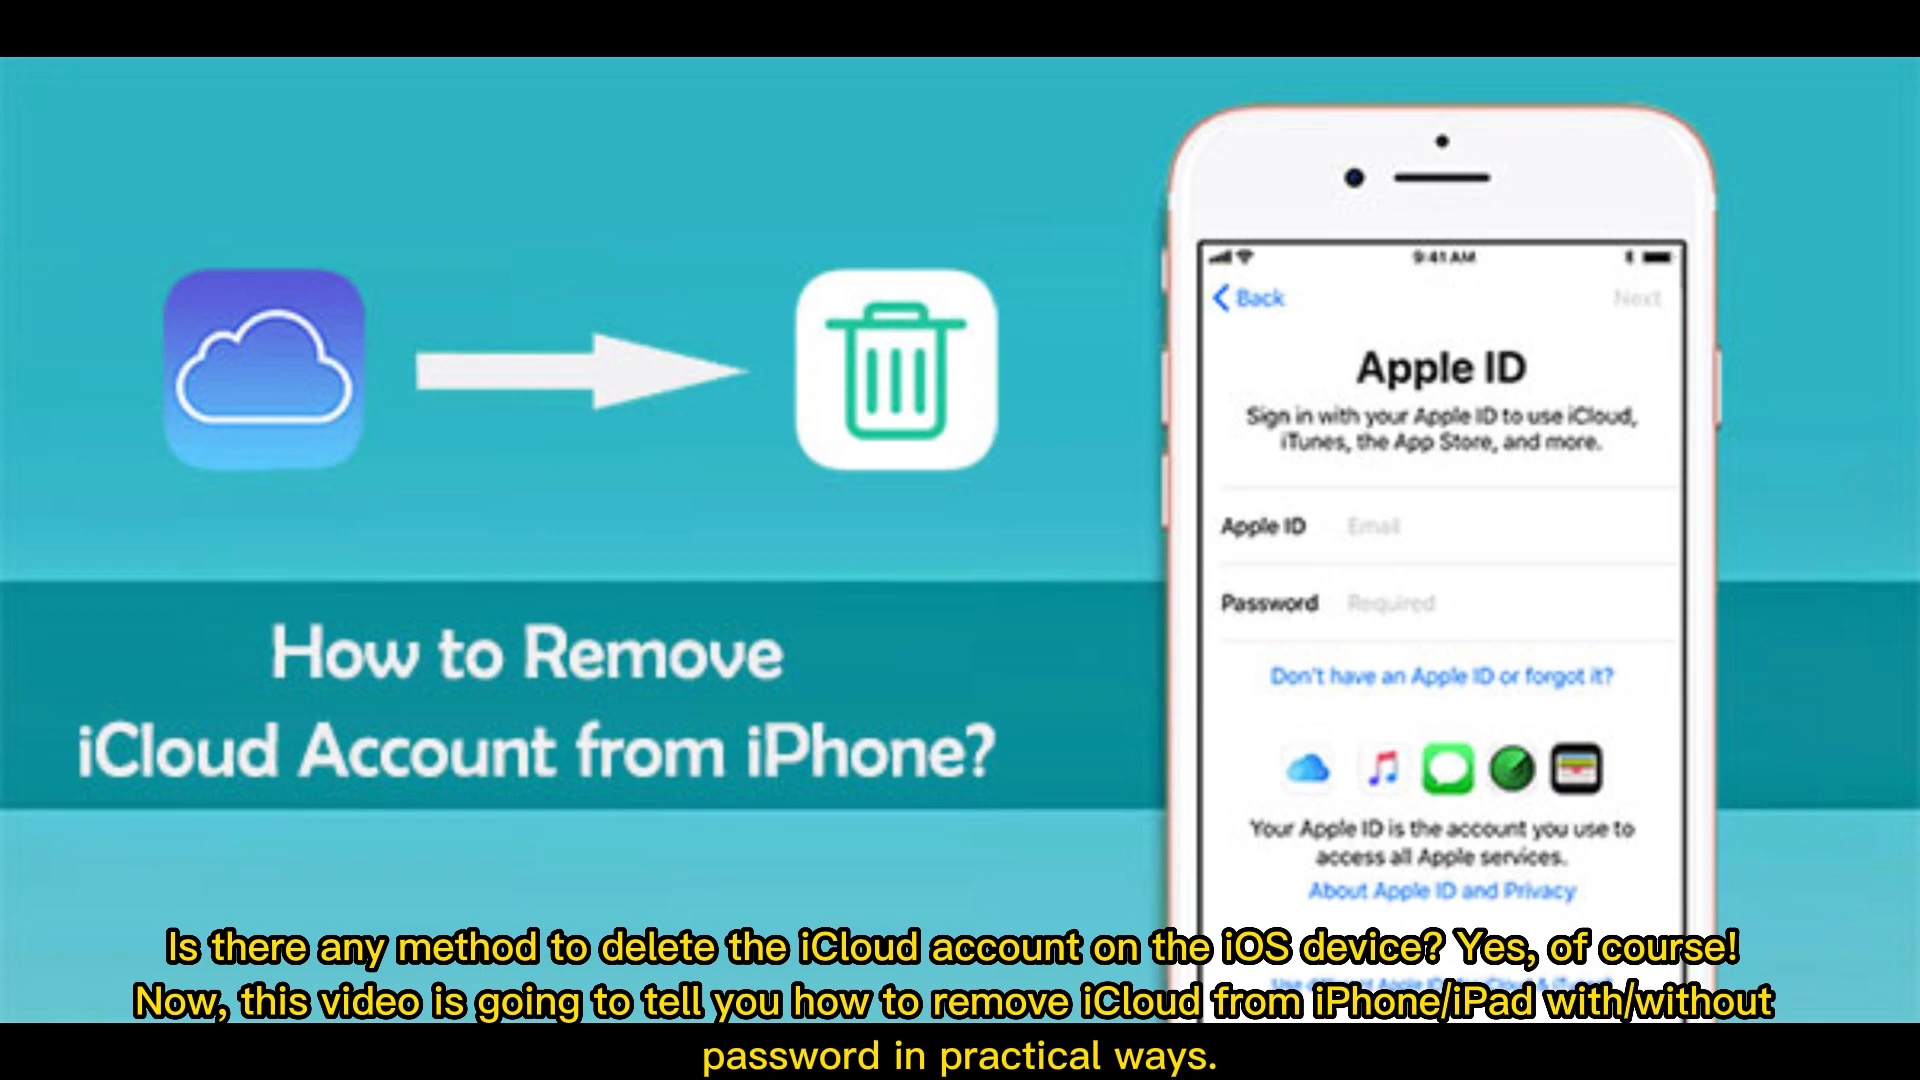 9:41 AM
Back
Next
Apple ID
Sign in with your Apple ID to use iCloud,
iTunes, the App Store, and more.
Apple ID Email
Password Required
Don't have an Apple ID or forgot it?
How to Remove
iCloud Account from iPhone?
Your Apple ID is the account you use to
access all Apple services.
About Apple ID and Privacy
Is there any method to delete the iCloud account on the iOS device? Yes, of course!
Now, this video is going to tell you how to remove iCloud from iPhone/iPad with/without
password in practical ways.